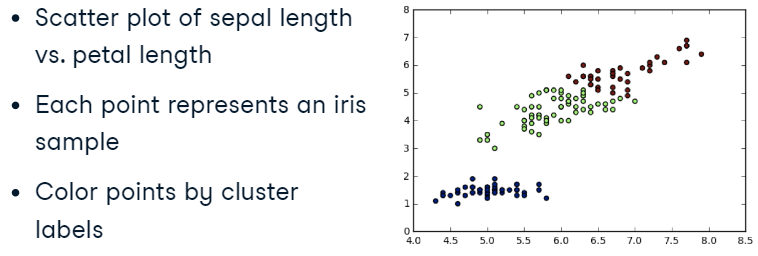 • Scatter plot of sepal length
vs. petal length
• Each point represents an iris
sample
• Color points by cluster
labels
8
7
6
5
4
3
2
1
0
4.0 4.5 5.0 5.5 6.0 6.5 7.0 7.5 8.0 8.5